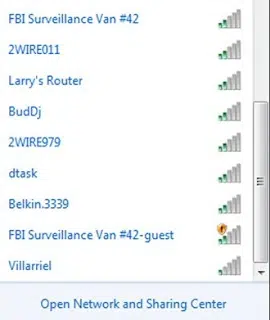 FBI Surveillance Van #42
2WIRE011
Larry's Router
BudDj
2WIRE979
dtask
Belkin.3339
FBI Surveillance Van #42-guest
Villarriel
Open Network and Sharing Center